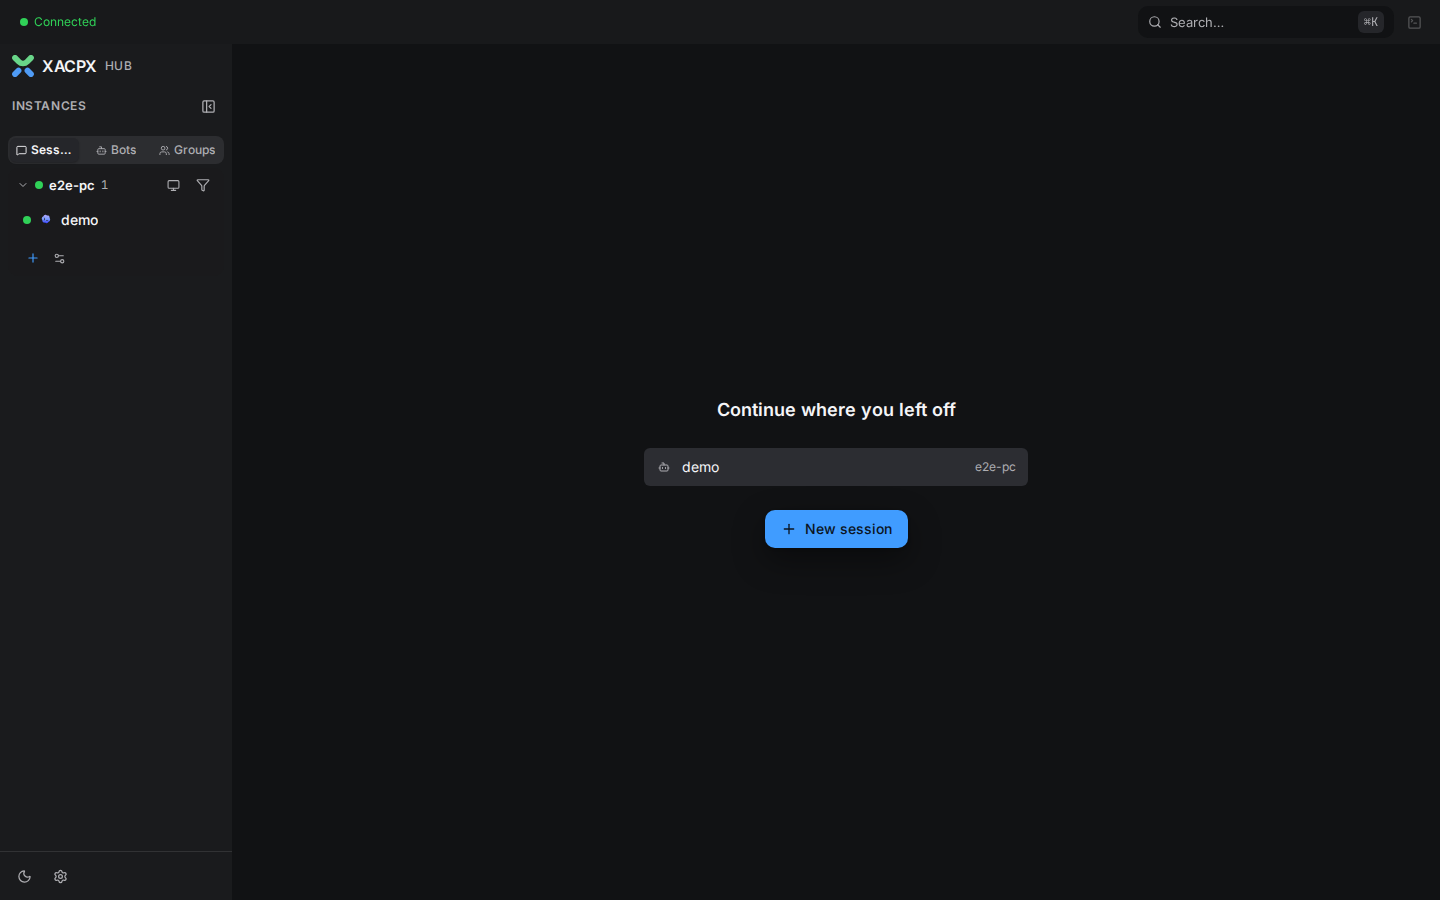 Connected
Search...
⌘K
XACPX HUB
INSTANCES
Sess...
Bots
Groups
e2e-pc 1
demo
Continue where you left off
demo
e2e-pc
New session